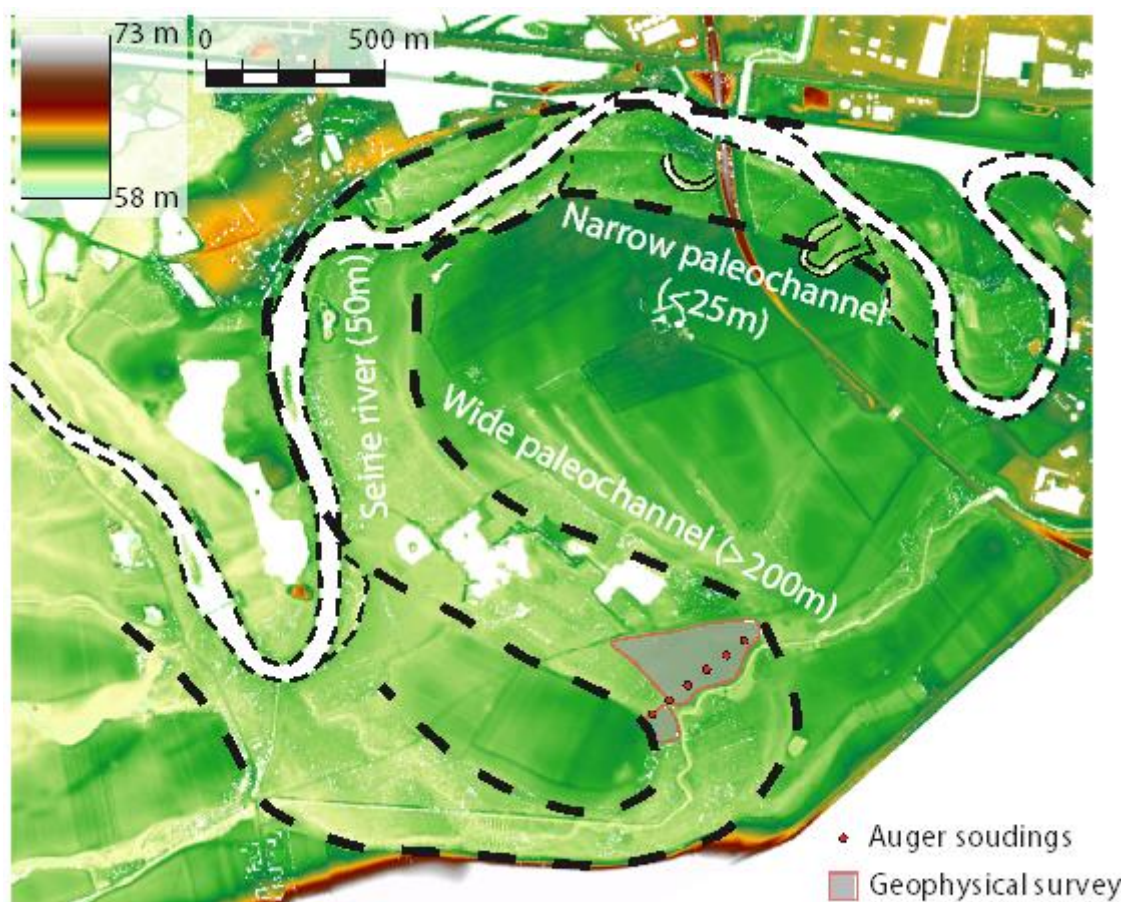 73 m
58 m
0 500 m
Narrow paleochannel
(<25m)
Seine river (50m)
Wide paleochannel (>200m)
Auger soudings
Geophysical survey